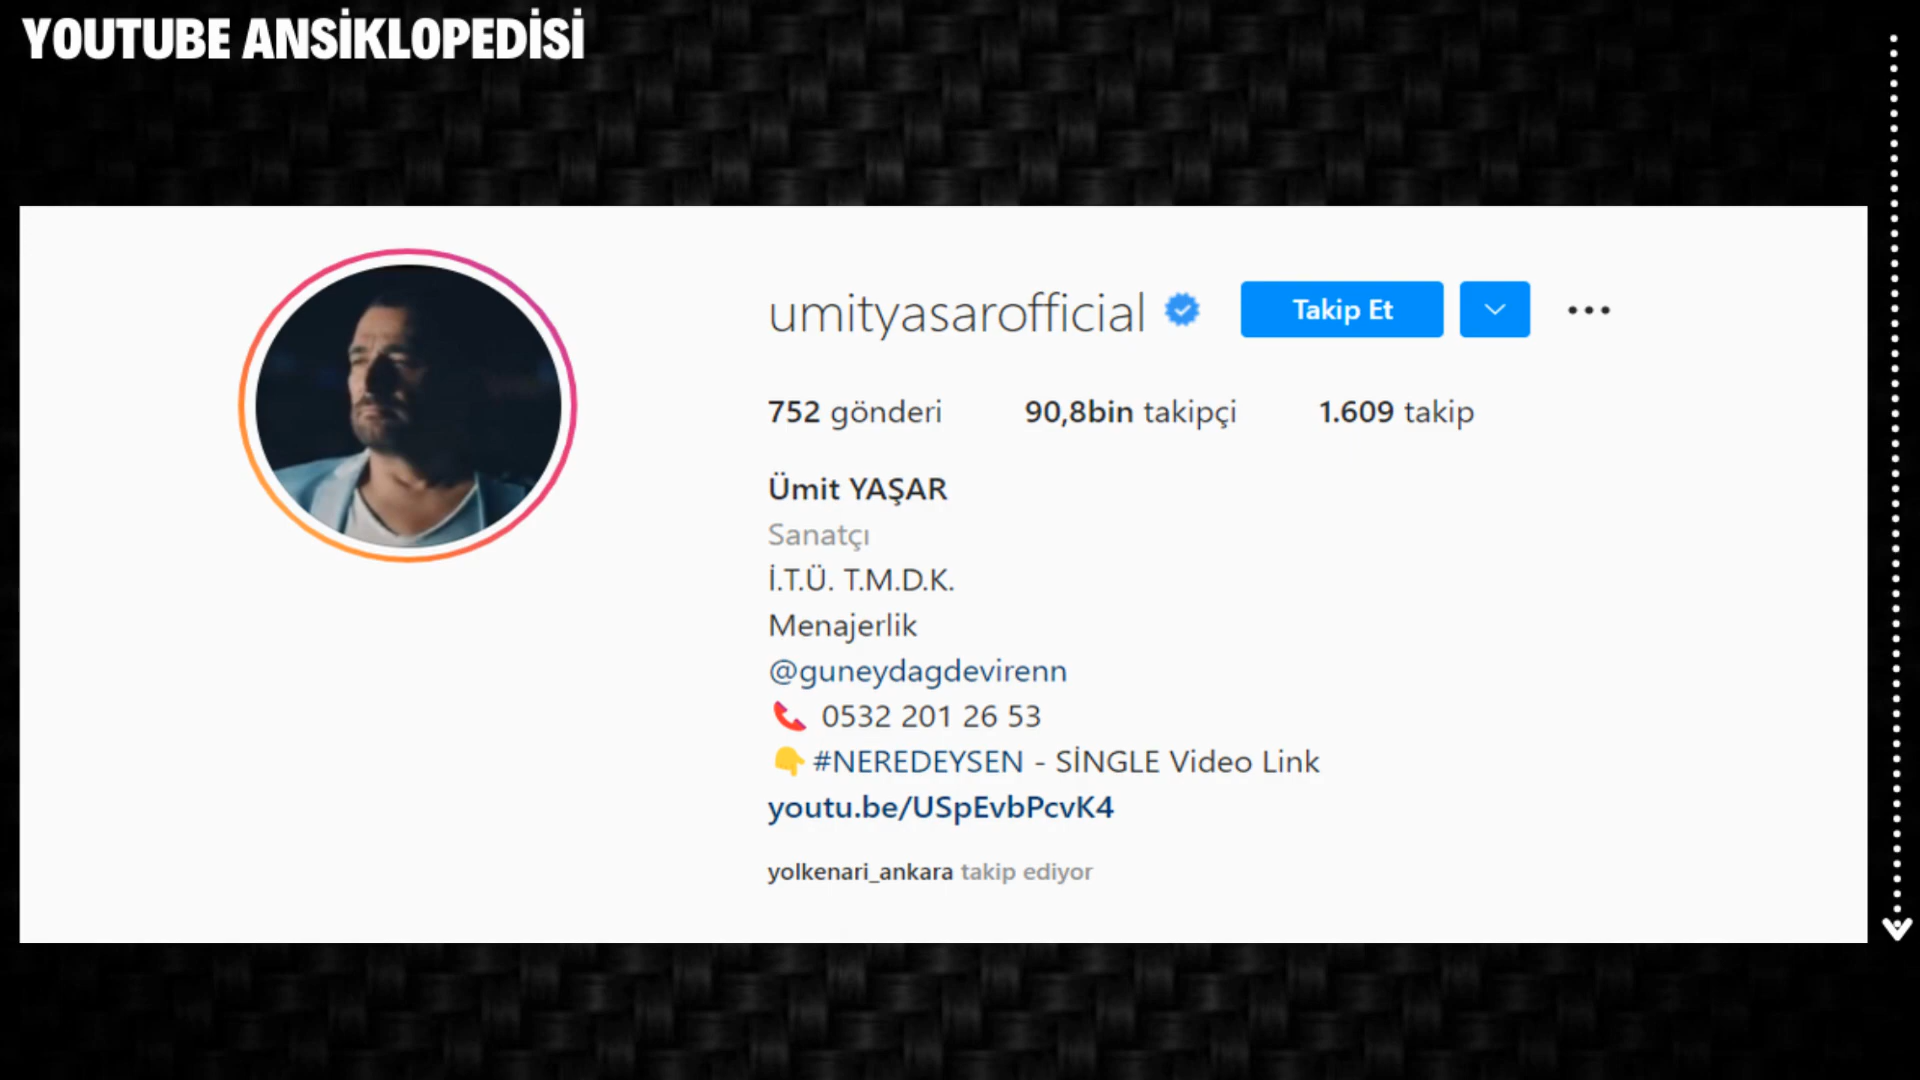 YOUTUBE ANSİKLOPEDİSİ
umityasarofficial
Takip Et
752 gönderi 90,8bin takipçi 1.609 takip
Ümit YAŞAR
Sanatçı
İ.T.Ü. T.M.D.K.
Menajerlik
@guneydagdevirenn
0532 201 26 53
#NEREDEYSEN - SİNGLE Video Link
youtu.be/USpEvbPcvK4
yolkenari_ankara takip ediyor